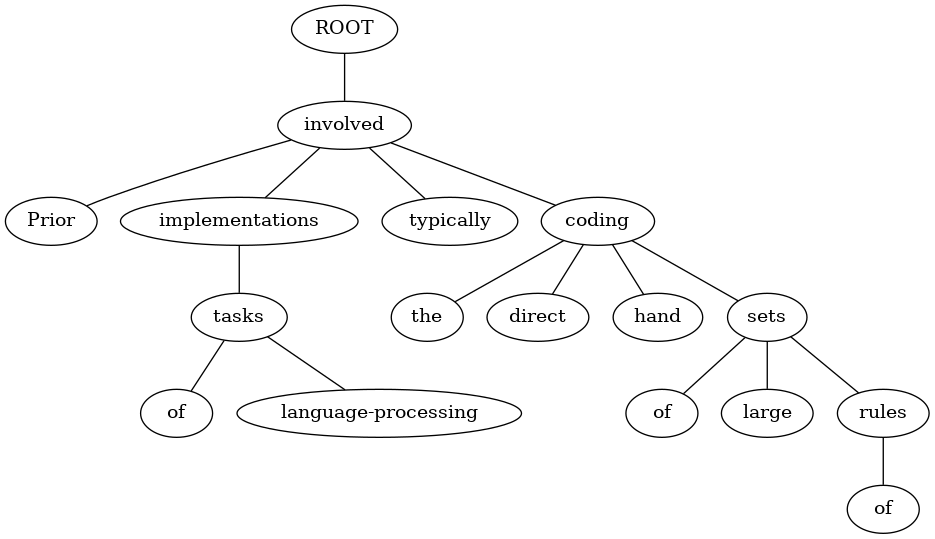 ROOT
involved
Prior implementations typically coding
tasks the direct hand sets
of language-processing of large rules
of